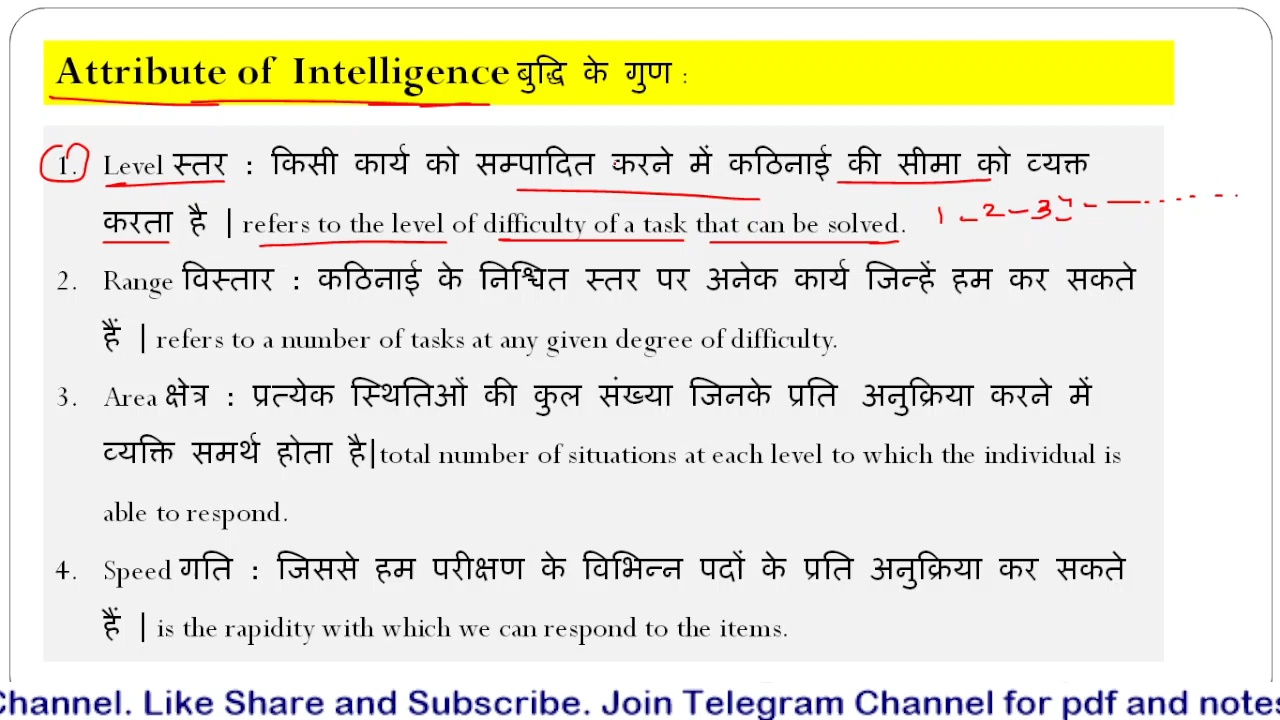 Attribute of Intelligence बुद्धि के गुण :
1. Level स्तर : किसी कार्य को सम्पादित करने में कठिनाई की सीमा को व्यक्त
करता है | refers to the level of difficulty of a task that can be solved. 1 - 2 - 3 4 - — . . . . . .
2. Range विस्तार : कठिनाई के निश्चित स्तर पर अनेक कार्य जिन्हें हम कर सकते
हैं | refers to a number of tasks at any given degree of difficulty.
3. Area क्षेत्र : प्रत्येक स्थितिओं की कुल संख्या जिनके प्रति अनुक्रिया करने में
व्यक्ति समर्थ होता है|total number of situations at each level to which the individual is
able to respond.
4. Speed गति : जिससे हम परीक्षण के विभिन्न पदों के प्रति अनुक्रिया कर सकते
हैं | is the rapidity with which we can respond to the items.
Channel. Like Share and Subscribe. Join Telegram Channel for pdf and notes